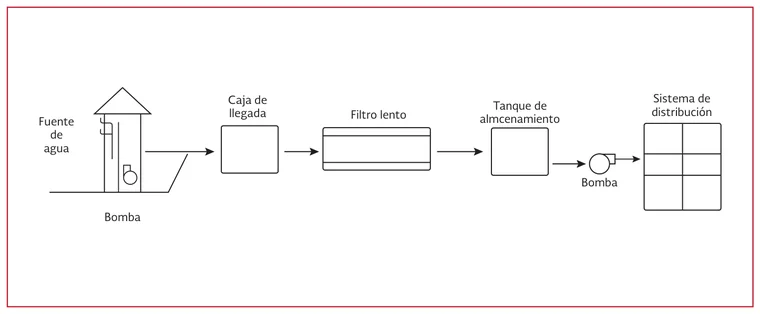 Fuente
de
agua
Bomba
Caja de
llegada
Filtro lento
Tanque de
almcenamiento
Bomba
Sistema de
distribución